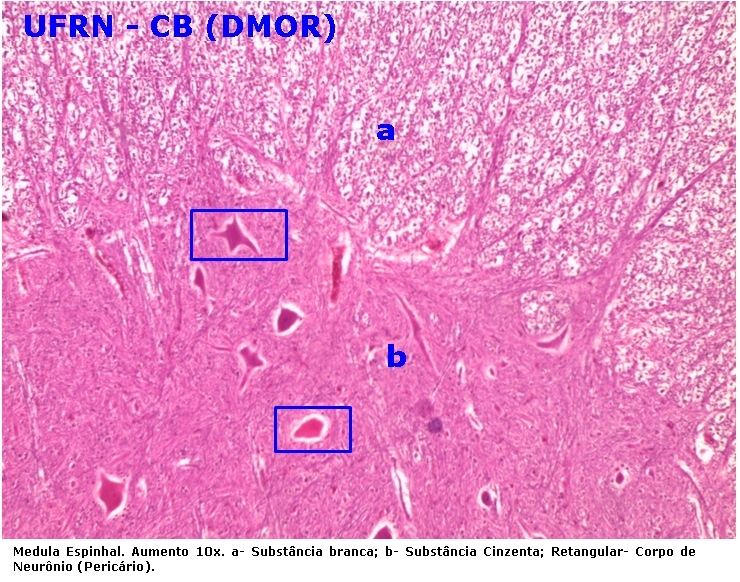 UFRN - CB (DMOR)
a
b
Medula Espinhal. Aumento 10x. a- Substância branca; b- Substância Cinzenta; Retangular- Corpo de
Neurônio (Pericário).